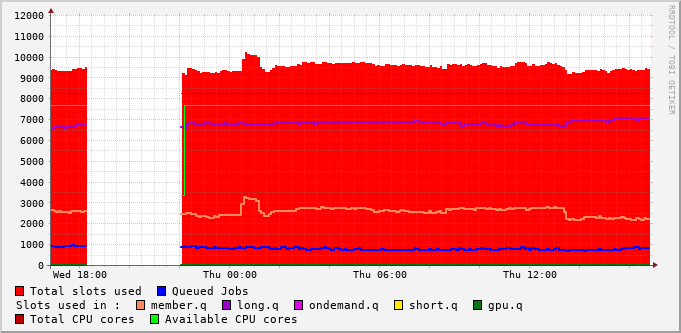 12000
11000
10000
9000
8000
7000
6000
5000
4000
3000
2000
1000
0
Wed 18:00 Thu 00:00 Thu 06:00 Thu 12:00
RRDTOOL / TOBI OETIKER
Total slots used Queued Jobs
Slots used in : member.q long.q ondemand.q short.q gpu.q
Total CPU cores Available CPU cores